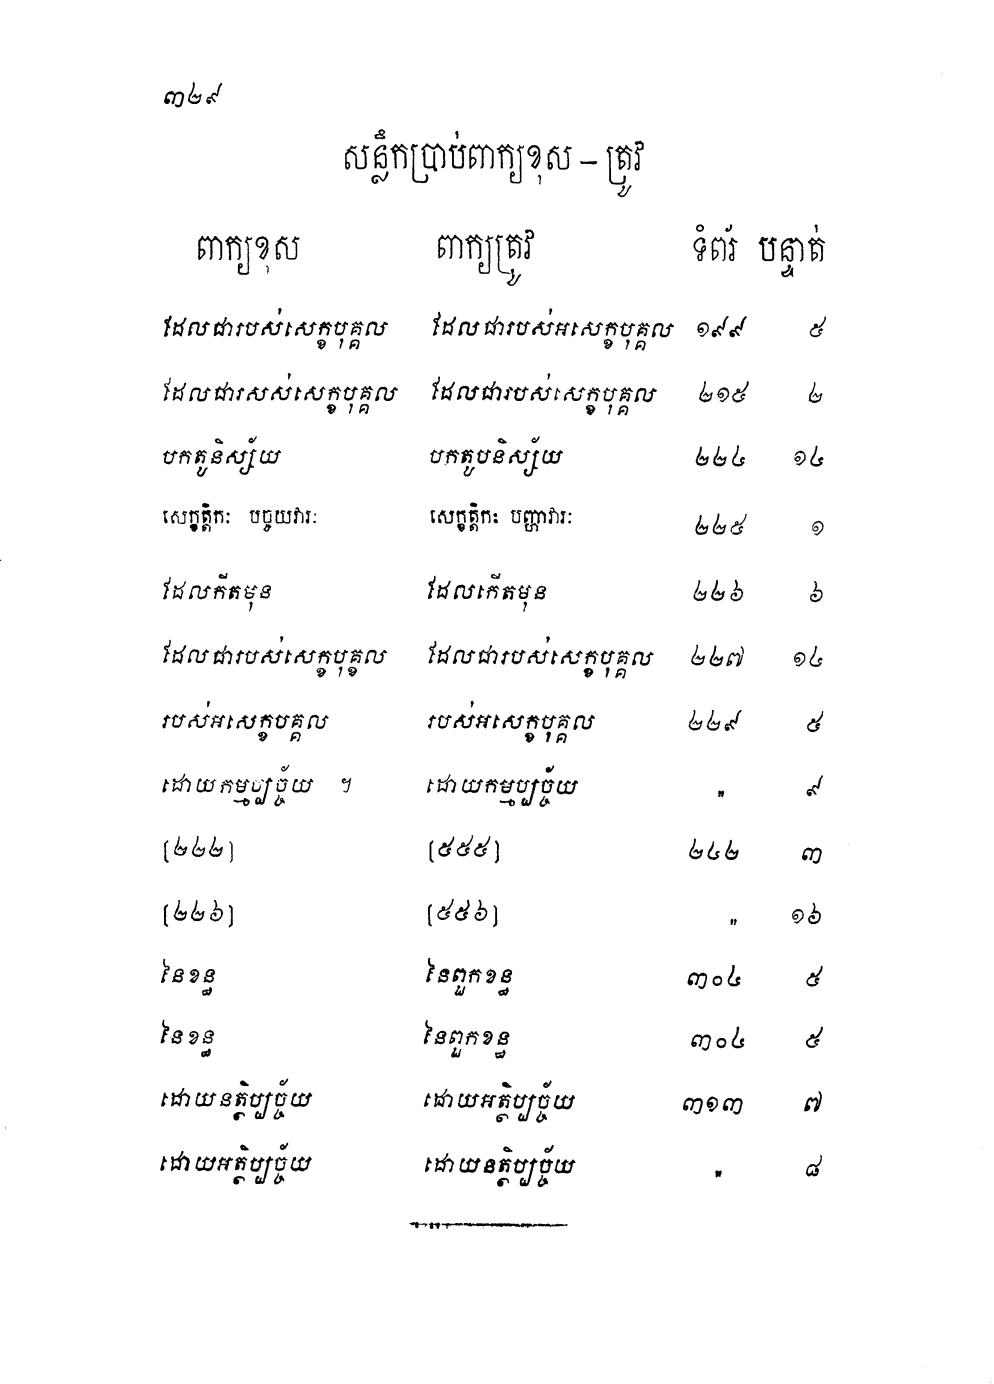 ៣២៩
សន្លឹកប្រាប់ពាក្យខុស – ត្រូវ
ពាក្យខុស ពាក្យត្រូវ ទំព័រ បន្ទាត់
ដែលជារបស់សេក្ខបុគ្គល ដែលជារបស់អសេក្ខបុគ្គល ១៩៩ ៥
ដែលជារសស់សេក្ខបុគ្គល ដែលជារបស់សេក្ខបុគ្គល ២១៥ ២
បកតូនិស្ស័យ បកតូបនិស្ស័យ ២២៤ ១៤
សេក្ខត្តិកៈ បច្ចយវារៈ សេក្ខត្តិកៈ បញ្ហាវារៈ ២២៥ ១
ដែលកីតមុន ដែលកើតមុន ២២៦ ៦
ដែលជារបស់សេក្ខបុគ្ខល ដែលជារបស់សេក្ខបុគ្គល ២២៧ ១៤
របស់អសេក្ខបគ្គល របស់អសេក្ខបុគ្គល ២២៩ ៥
ដោយកម្មប្បច្ច័យ ។ ដោយកម្មប្បច្ច័យ " ៩
(២២២) (៥៥៥) ២៤២ ៣
(២២៦) (៥៥៦) " ១៦
នៃខន្ធ នៃពួកខន្ធ ៣០៤ ៥
នៃខន្ធ នៃពួកខន្ធ ៣០៤ ៥
ដោយនត្ថិប្បច្ច័យ ដោយអត្ថិប្បច្ច័យ ៣១៣ ៧
ដោយអត្ថិប្បច្ច័យ ដោយនត្ថិប្បច្ច័យ " ៨